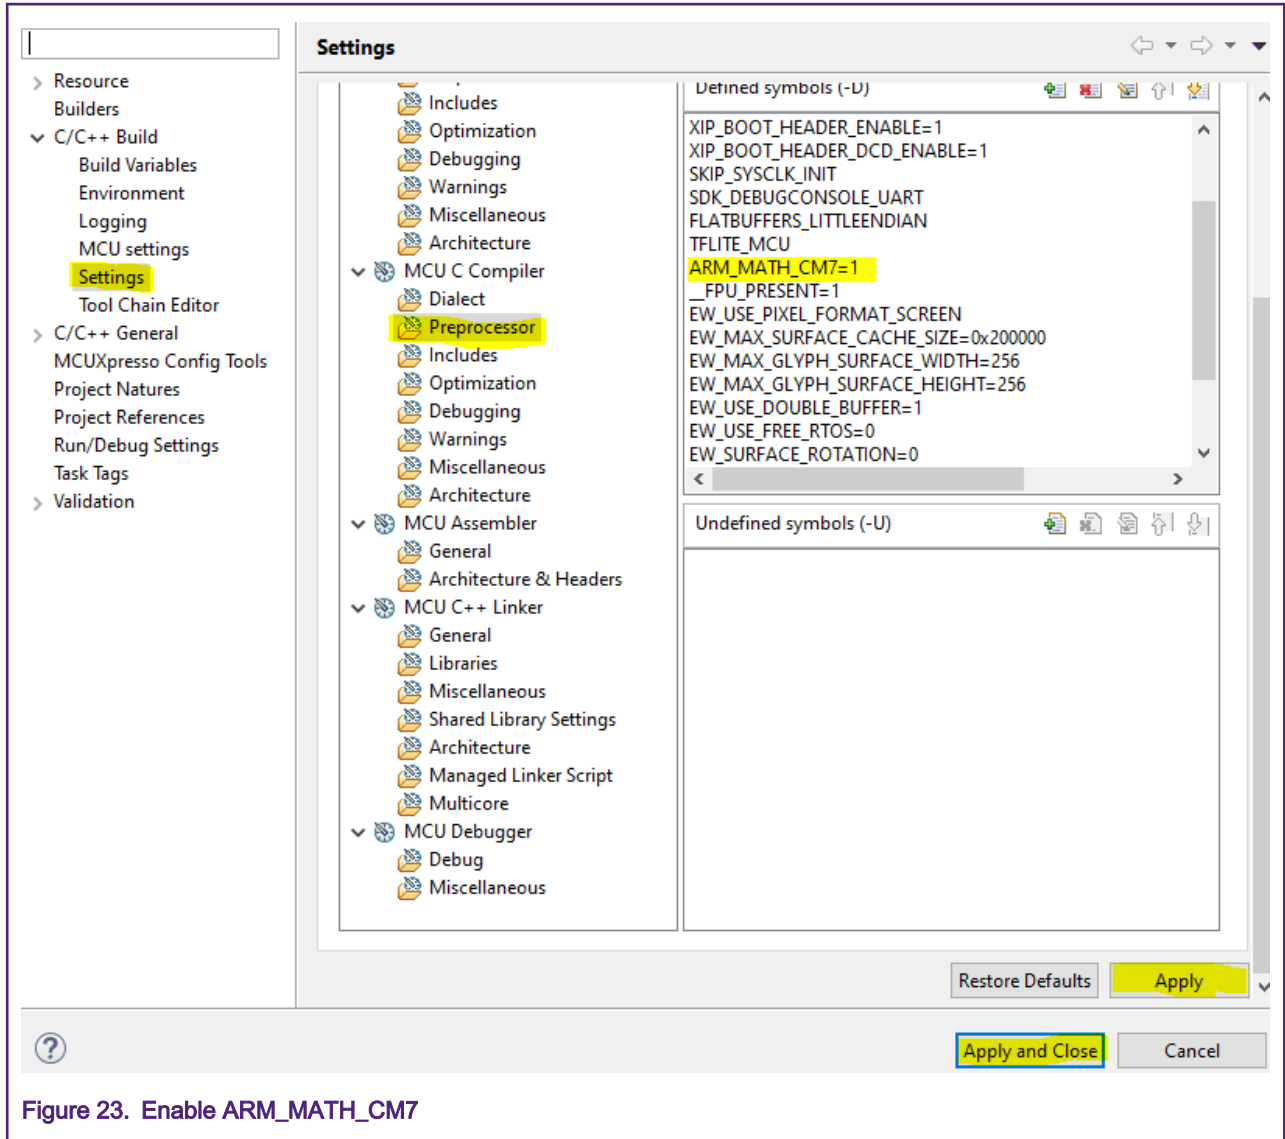 Settings
Resource
Builders
C/C++ Build
Build Variables
Environment
Logging
MCU settings
Settings
Tool Chain Editor
C/C++ General
MCUXpresso Config Tools
Project Natures
Project References
Run/Debug Settings
Task Tags
Validation
Includes
Optimization
Debugging
Warnings
Miscellaneous
Architecture
MCU C Compiler
Dialect
Preprocessor
Includes
Optimization
Debugging
Warnings
Miscellaneous
Architecture
MCU Assembler
General
Architecture & Headers
MCU C++ Linker
General
Libraries
Miscellaneous
Shared Library Settings
Architecture
Managed Linker Script
Multicore
MCU Debugger
Debug
Miscellaneous
Defined symbols (-D)
XIP_BOOT_HEADER_ENABLE=1
XIP_BOOT_HEADER_DCD_ENABLE=1
SKIP_SYSCLK_INIT
SDK_DEBUGCONSOLE_UART
FLATBUFFERS_LITTLEENDIAN
TFLITE_MCU
ARM_MATH_CM7=1
__FPU_PRESENT=1
EW_USE_PIXEL_FORMAT_SCREEN
EW_MAX_SURFACE_CACHE_SIZE=0x200000
EW_MAX_GLYPH_SURFACE_WIDTH=256
EW_MAX_GLYPH_SURFACE_HEIGHT=256
EW_USE_DOUBLE_BUFFER=1
EW_USE_FREE_RTOS=0
EW_SURFACE_ROTATION=0
Undefined symbols (-U)
Restore Defaults
Apply
Apply and Close
Cancel
Figure 23. Enable ARM_MATH_CM7